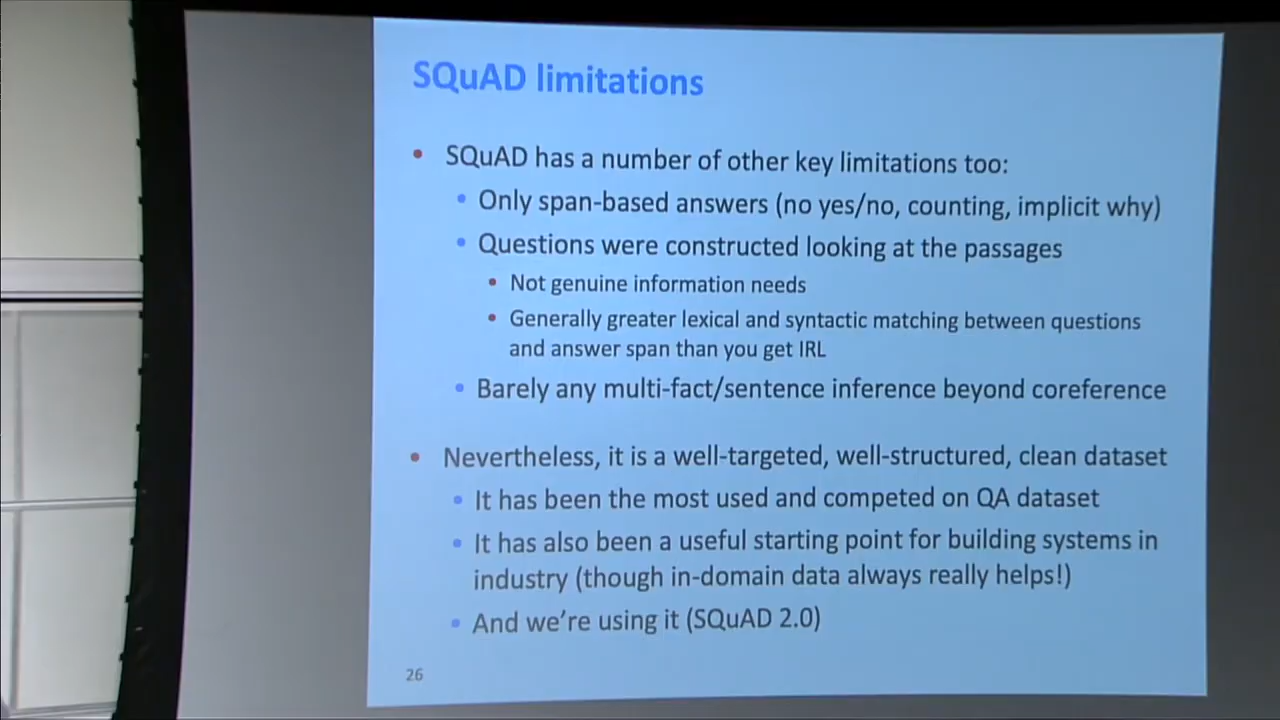 SQuAD limitations
• SQuAD has a number of other key limitations too:
• Only span-based answers (no yes/no, counting, implicit why)
• Questions were constructed looking at the passages
• Not genuine information needs
• Generally greater lexical and syntactic matching between questions
and answer span than you get IRL
• Barely any multi-fact/sentence inference beyond coreference
• Nevertheless, it is a well-targeted, well-structured, clean dataset
• It has been the most used and competed on QA dataset
• It has also been a useful starting point for building systems in
industry (though in-domain data always really helps!)
• And we’re using it (SQuAD 2.0)
26